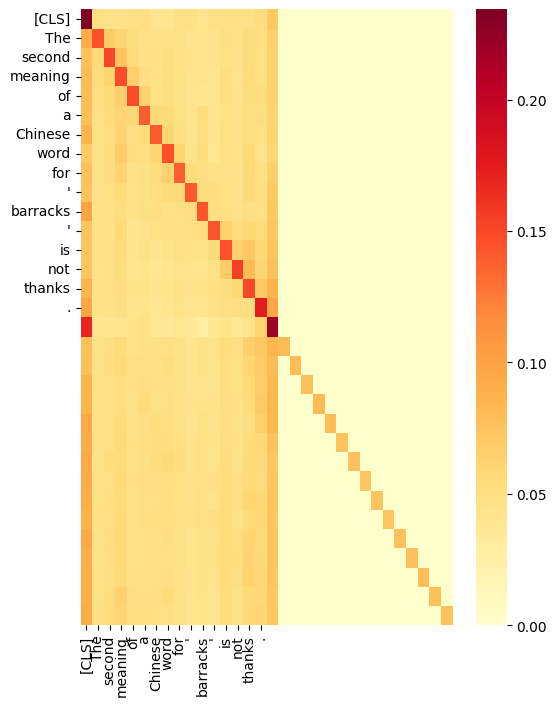 [CLS]
The
second
meaning
of
a
Chinese
word
for
'
barracks
'
is
not
thanks
.
0.20
0.15
0.10
0.05
0.00
[CLS]
The
second
meaning
of
a
Chinese
word
for
'
barracks
'
is
not
thanks
.